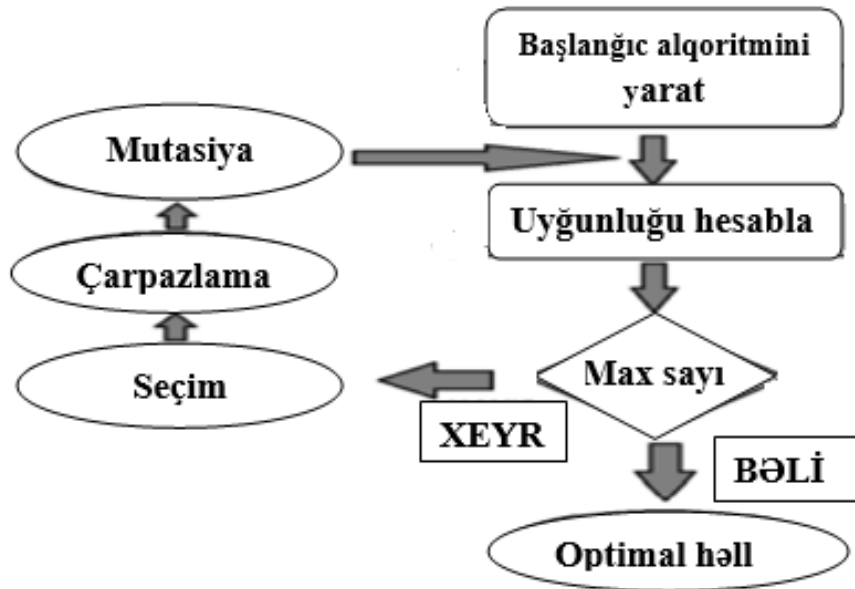 Başlanğıc alqoritmini
yarat
Mutasiya
Uyğunluğu hesabla
Çarpazlama
Max sayı
Seçim
XEYR
BƏLİ
Optimal həll